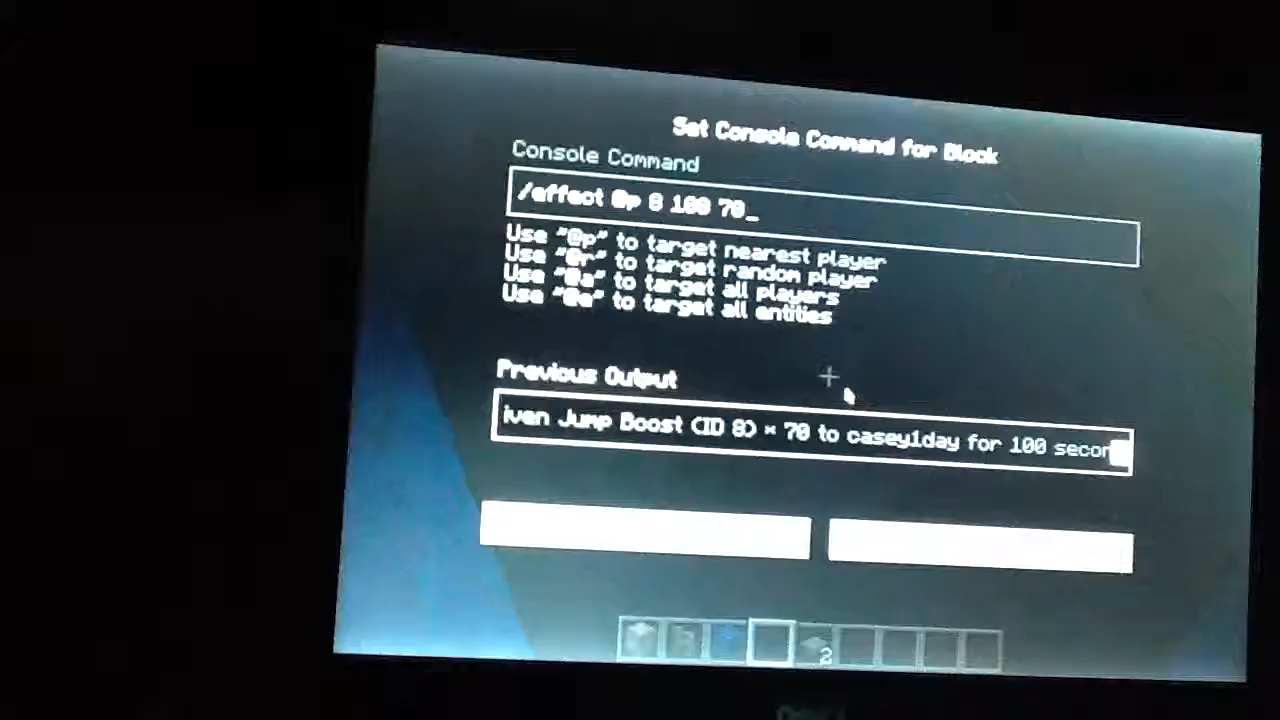 Set Console Command for Block
Console Command
/effect @p 8 100 70_
Use "@p" to target nearest player
Use "@r" to target random player
Use "@a" to target all players
Use "@e" to target all entities
Previous Output
iven Jump Boost (ID 8) * 70 to casey1day for 100 secon
2